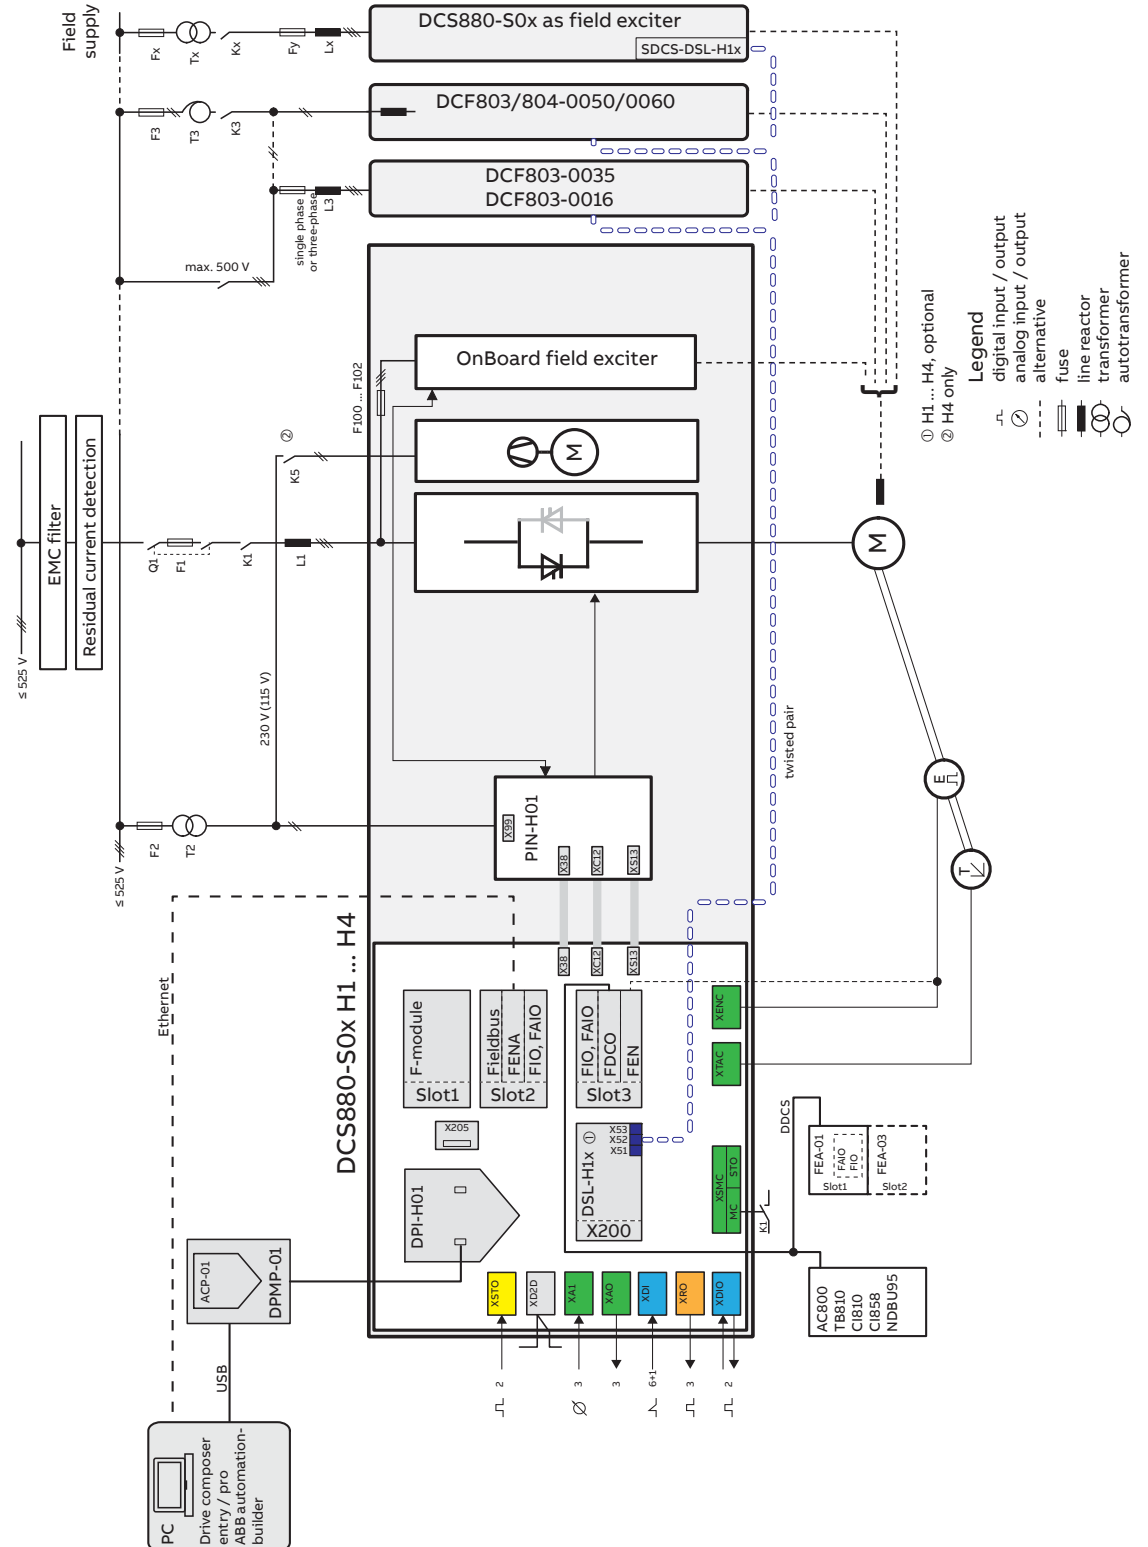 Field
supply
Fx
Tx
Kx
Fy
Lx
DCS880-S0x as field exciter
SDCS-DSL-H1x
F3
T3
K3
DCF803/804-0050/0060
single phase
or three-phase
L3
DCF803-0035
DCF803-0016
max. 500 V
OnBoard field exciter
F100 ... F102
② 
K5
M
≤ 525 V
EMC filter
Residual current detection
Q1
F1
K1
L1
M
230 V (115 V)
≤ 525 V
F2
T2
X99
PIN-H01
X38
XC12
XS13
twisted pair
E
T
① H1 ... H4, optional
② H4 only
Legend
digital input / output
analog input / output
alternative
fuse
line reactor
transformer
autotransformer
Ethernet
DCS880-S0x H1 ... H4
X38
XC12
XS13
F-module
Slot1
Fieldbus
FENA
FIO, FAIO
Slot2
FIO, FAIO
FDCO
FEN
Slot3
XENC
XTAC
X205
DPI-H01
DSL-H1x ①
X53
X52
X51
X200
XSMC
MC
STO
K1
DDCS
FEA-01
FAIO
FIO
Slot1
FEA-03
Slot2
AC800
TB810
CI810
CI858
NDBU95
ACP-01
DPMP-01
USB
XSTO
XD2D
XA1
XAO
XDI
XRO
XDIO
2
3
3
6+1
3
2
PC
Drive composer
entry / pro
ABB automation-
builder